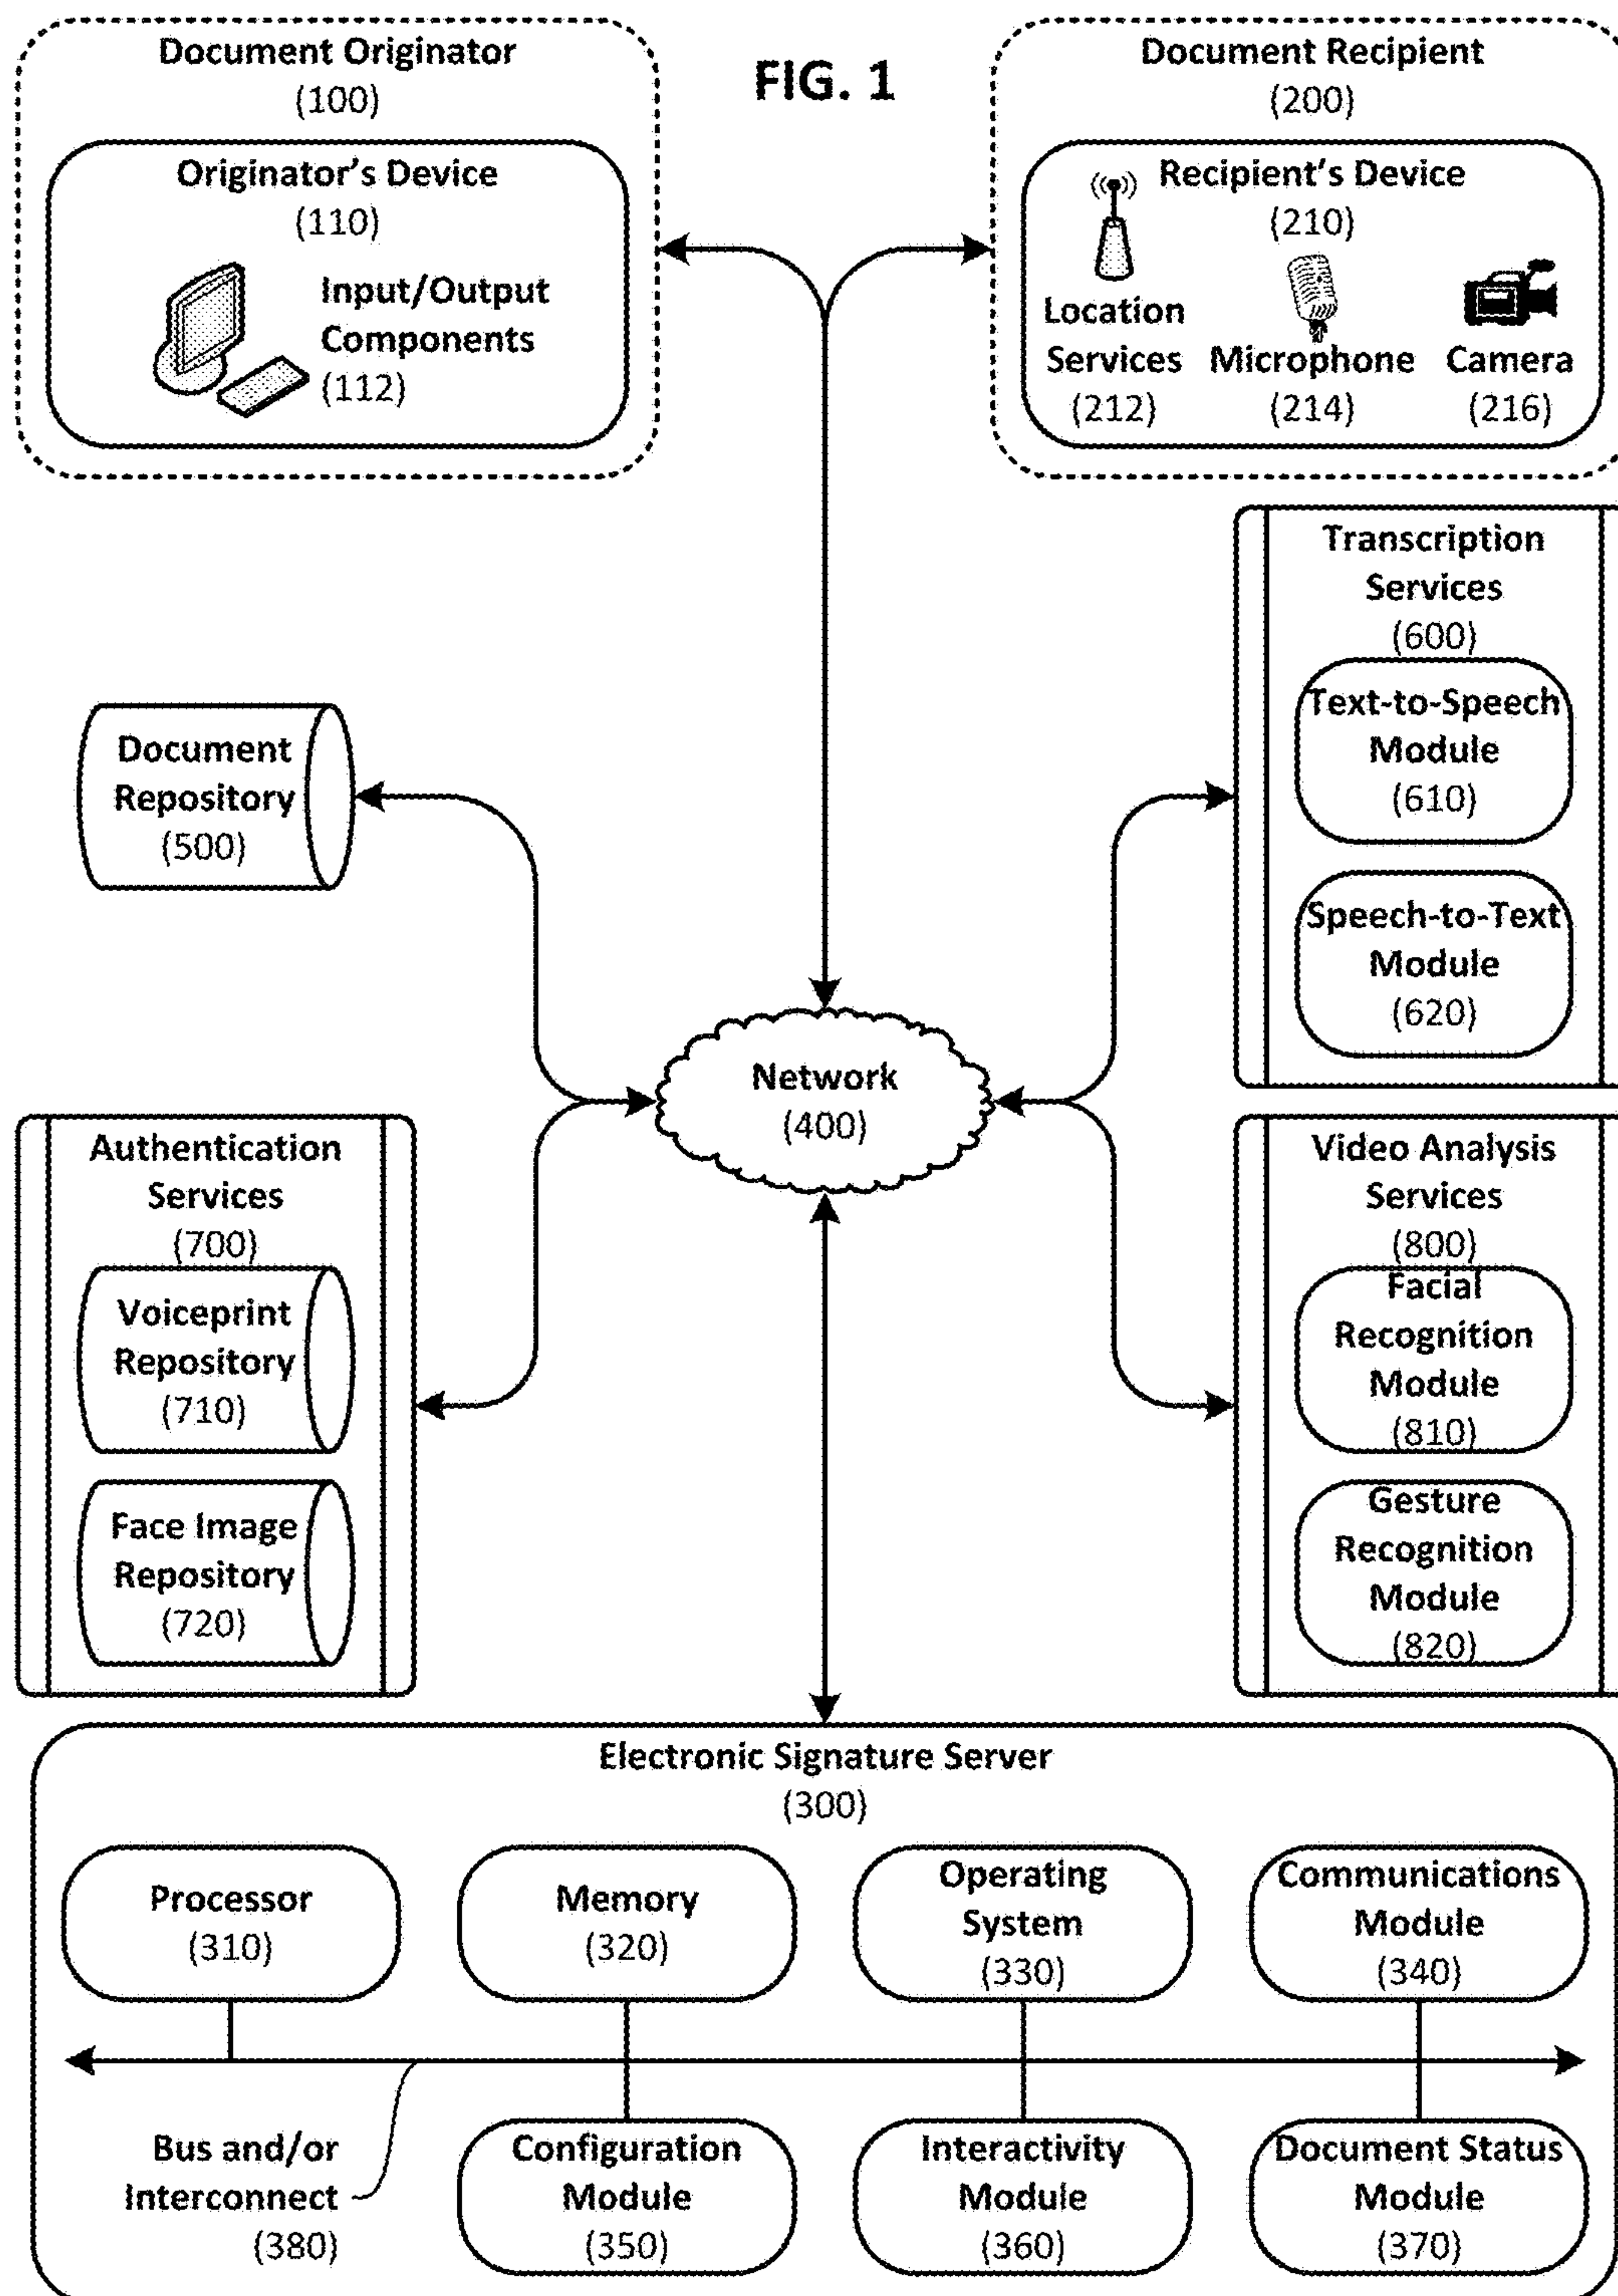 FIG. 1
Document Originator
(100)
Originator's Device
(110)
Input/Output
Components
(112)
Document Recipient
(200)
Recipient's Device
(210)
Location
Services
(212)
Microphone
(214)
Camera
(216)
Transcription
Services
(600)
Text-to-Speech
Module
(610)
Speech-to-Text
Module
(620)
Document
Repository
(500)
Network
(400)
Authentication
Services
(700)
Voiceprint
Repository
(710)
Face Image
Repository
(720)
Video Analysis
Services
(800)
Facial
Recognition
Module
(810)
Gesture
Recognition
Module
(820)
Electronic Signature Server
(300)
Processor
(310)
Memory
(320)
Operating
System
(330)
Communications
Module
(340)
Bus and/or
Interconnect
(380)
Configuration
Module
(350)
Interactivity
Module
(360)
Document Status
Module
(370)